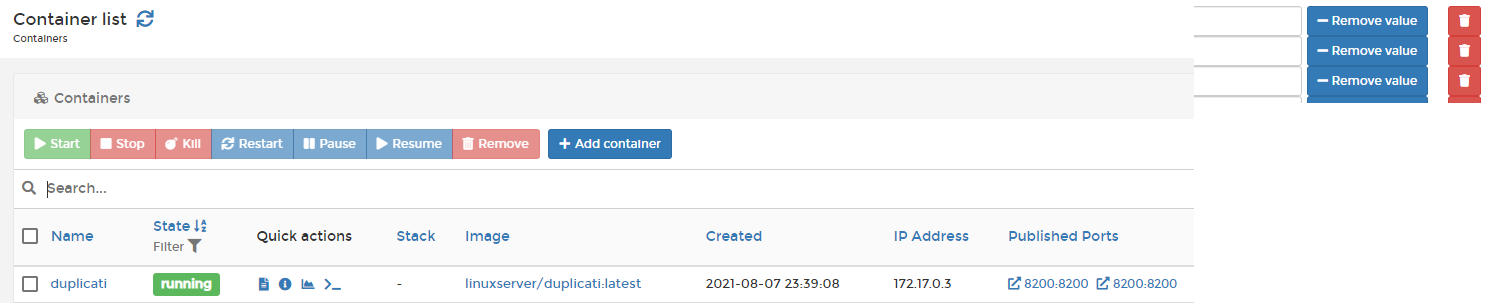 Container list
Containers
Remove value
Remove value
Remove value
Containers
Start Stop Kill Restart Pause Resume Remove Add container
Search...
Name State Filter Quick actions Stack Image Created IP Address Published Ports
duplicati running - linuxserver/duplicati:latest 2021-08-07 23:39:08 172.17.0.3 8200:8200 8200:8200